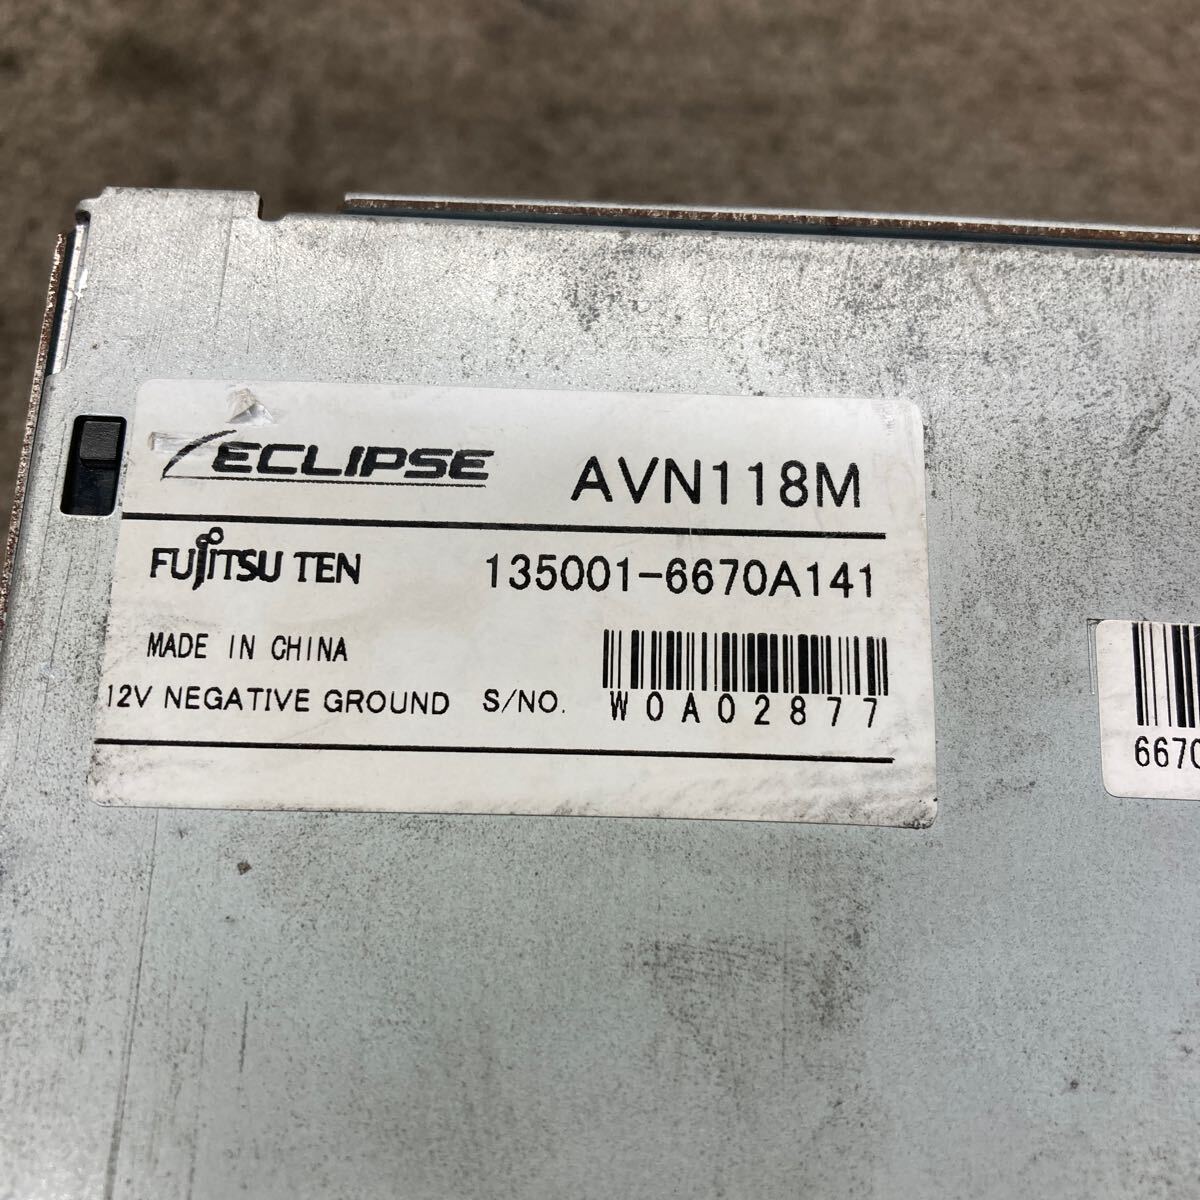 ECLIPSE AVN118M
FUJITSU TEN 135001-6670A141
MADE IN CHINA
12V NEGATIVE GROUND S/NO. W0A02877
6670